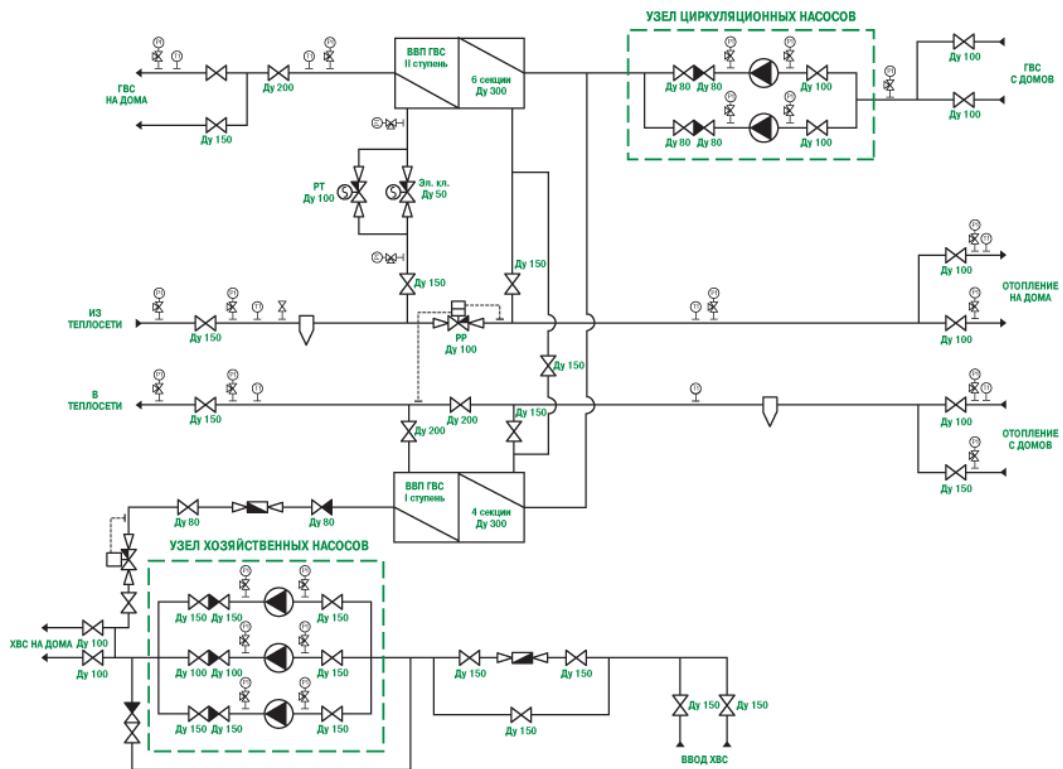 УЗЕЛ ЦИРКУЛЯЦИОННЫХ НАСОСОВ
ВВП ГВС
II ступень
6 секции
Ду 300
ГВС
НА ДОМА
Ду 200
Ду 150
Ду 80
Ду 80
Ду 100
Ду 80
Ду 80
Ду 100
Ду 100
Ду 100
ГВС
С ДОМОВ
РТ
Ду 100
Эл. кл.
Ду 50
Ду 150
Ду 150
ИЗ
ТЕПЛОСЕТИ
Ду 150
РР
Ду 100
Ду 100
Ду 100
ОТОПЛЕНИЕ
НА ДОМА
Ду 150
В
ТЕПЛОСЕТИ
Ду 150
Ду 200
Ду 200
Ду 150
Ду 100
Ду 150
ОТОПЛЕНИЕ
С ДОМОВ
ВВП ГВС
I ступень
4 секции
Ду 300
Ду 80
Ду 80
УЗЕЛ ХОЗЯЙСТВЕННЫХ НАСОСОВ
Ду 150
Ду 150
Ду 150
ХВС НА ДОМА
Ду 100
Ду 100
Ду 100
Ду 100
Ду 150
Ду 150
Ду 150
Ду 150
Ду 150
Ду 150
Ду 150
Ду 150
Ду 150
ВВОД ХВС